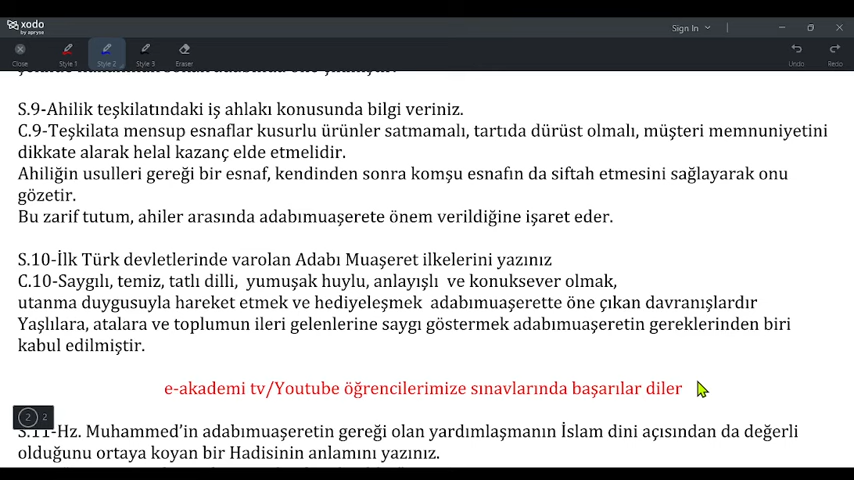 xodo
by apryse
Sign In
Close
Style 1
Style 2
Style 3
Eraser
Undo
Redo
S.9-Ahilik teşkilatındaki iş ahlakı konusunda bilgi veriniz.
C.9-Teşkilata mensup esnaflar kusurlu ürünler satmamalı, tartıda dürüst olmalı, müşteri memnuniyetini
dikkate alarak helal kazanç elde etmelidir.
Ahiliğin usulleri gereği bir esnaf, kendinden sonra komşu esnafın da siftah etmesini sağlayarak onu
gözetir.
Bu zarif tutum, ahiler arasında adabımuaşerete önem verildiğine işaret eder.
S.10-İlk Türk devletlerinde varolan Adabı Muaşeret ilkelerini yazınız
C.10-Saygılı, temiz, tatlı dilli, yumuşak huylu, anlayışlı ve konuksever olmak,
utanma duygusuyla hareket etmek ve hediyeleşmek adabımuaşerette öne çıkan davranışlardır
Yaşlılara, atalara ve toplumun ileri gelenlerine saygı göstermek adabımuaşeretin gereklerinden biri
kabul edilmiştir.
e-akademi tv/Youtube öğrencilerimize sınavlarında başarılar diler
2 2
S.11-Hz. Muhammed'in adabımuaşeretin gereği olan yardımlaşmanın İslam dini açısından da değerli
olduğunu ortaya koyan bir Hadisinin anlamını yazınız.